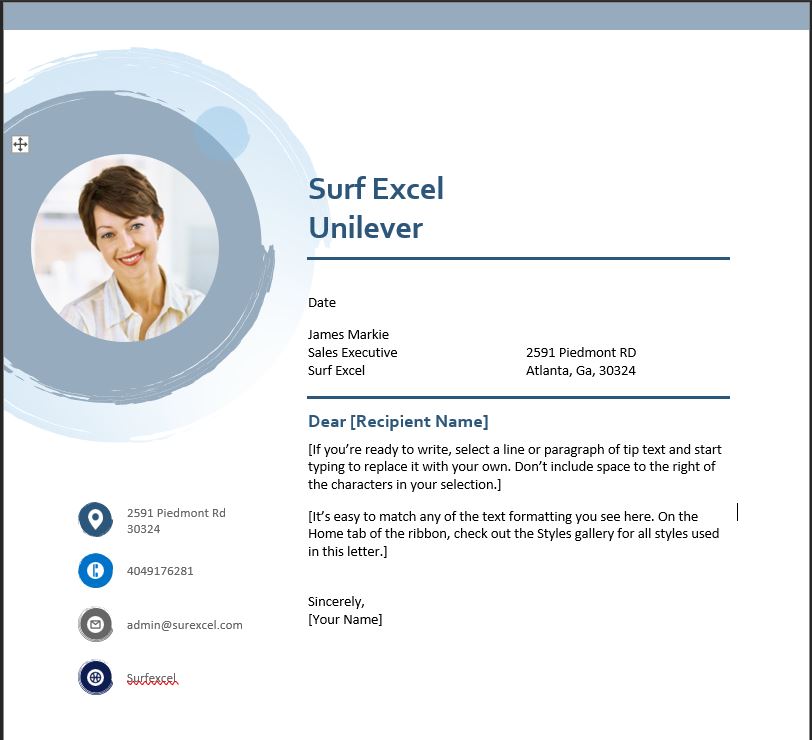 Surf Excel
Unilever
Date
James Markie
Sales Executive
2591 Piedmont RD
Surf Excel
Atlanta, Ga, 30324
Dear [Recipient Name]
[If you’re ready to write, select a line or paragraph of tip text and start
typing to replace it with your own. Don’t include space to the right of
the characters in your selection.]
[It’s easy to match any of the text formatting you see here. On the
Home tab of the ribbon, check out the Styles gallery for all styles used
in this letter.]
Sincerely,
[Your Name]
2591 Piedmont Rd
30324
4049176281
admin@surexcel.com
Surfexcel